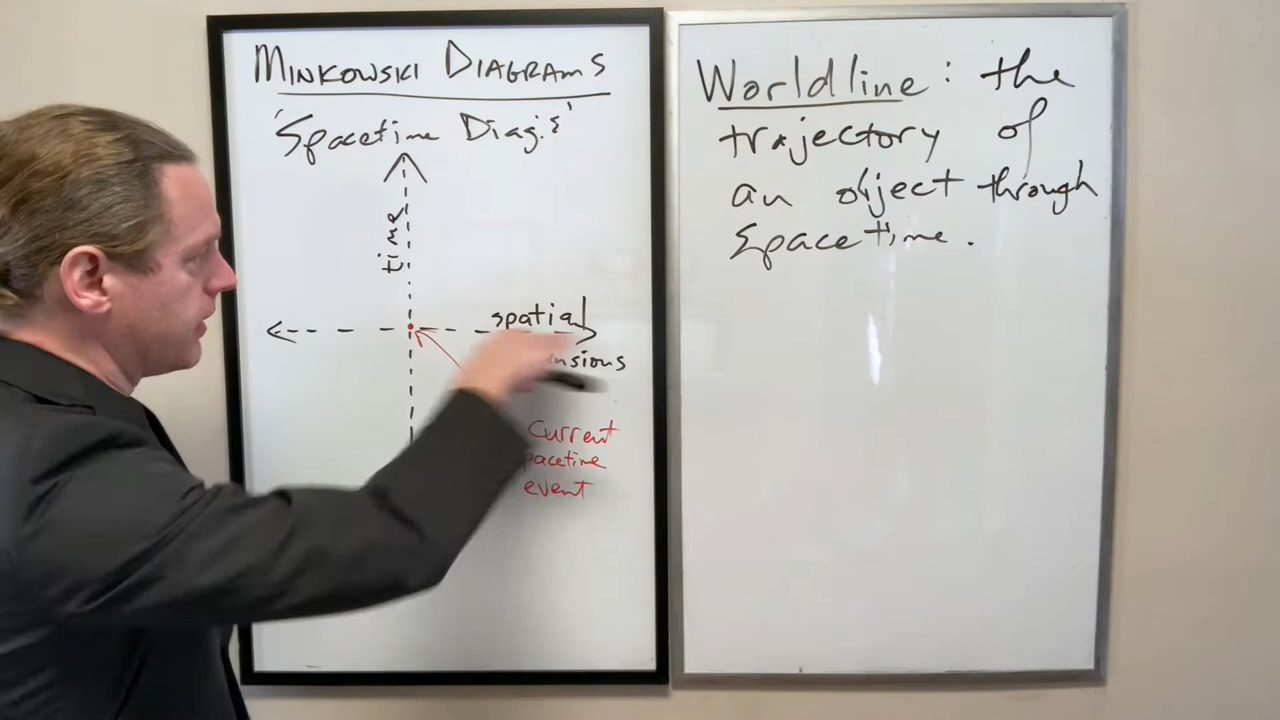 MINKOWSKI DIAGRAMS
'Spacetime Diag.s'
time
spatial
Current
event
Worldline: the
trajectory of
an object through
Spacetime.